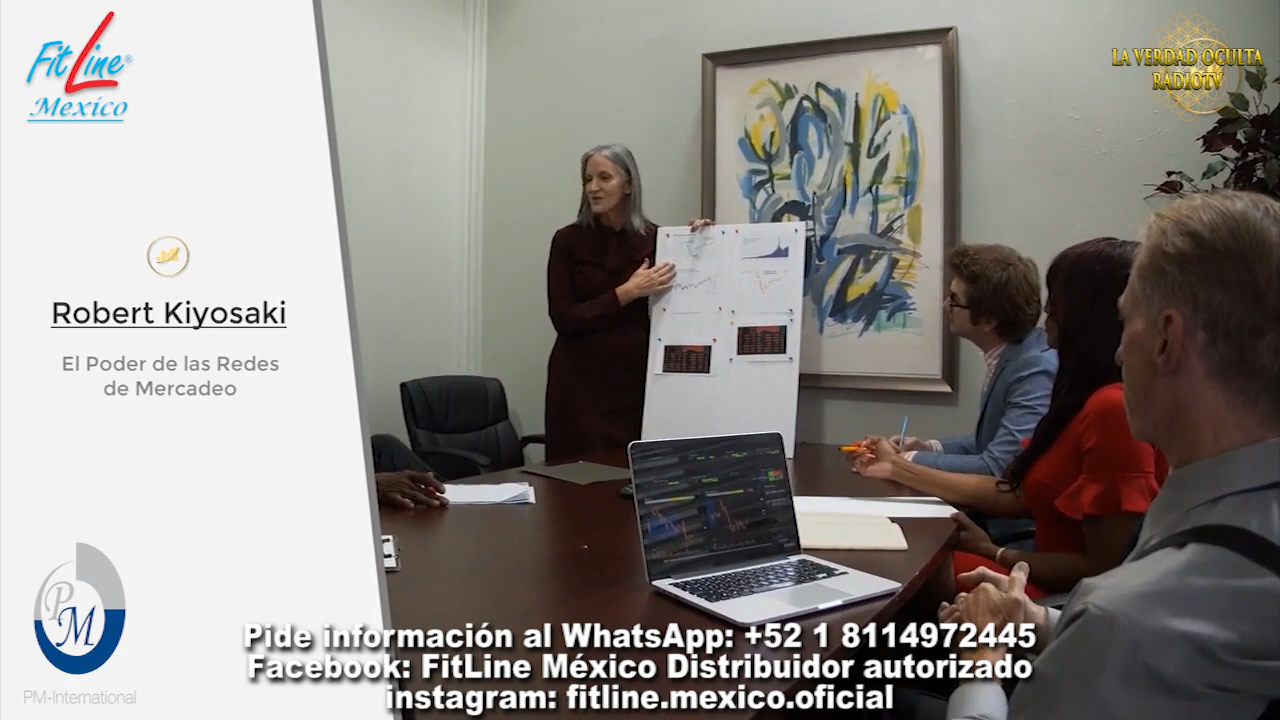 FitLine®
Mexico
LA VERDAD OCULTA
RADIOTV
Robert Kiyosaki
El Poder de las Redes
de Mercadeo
PM
PM-International
Pide información al WhatsApp: +52 1 8114972445
Facebook: FitLine México Distribuidor autorizado
instagram: fitline.mexico.oficial